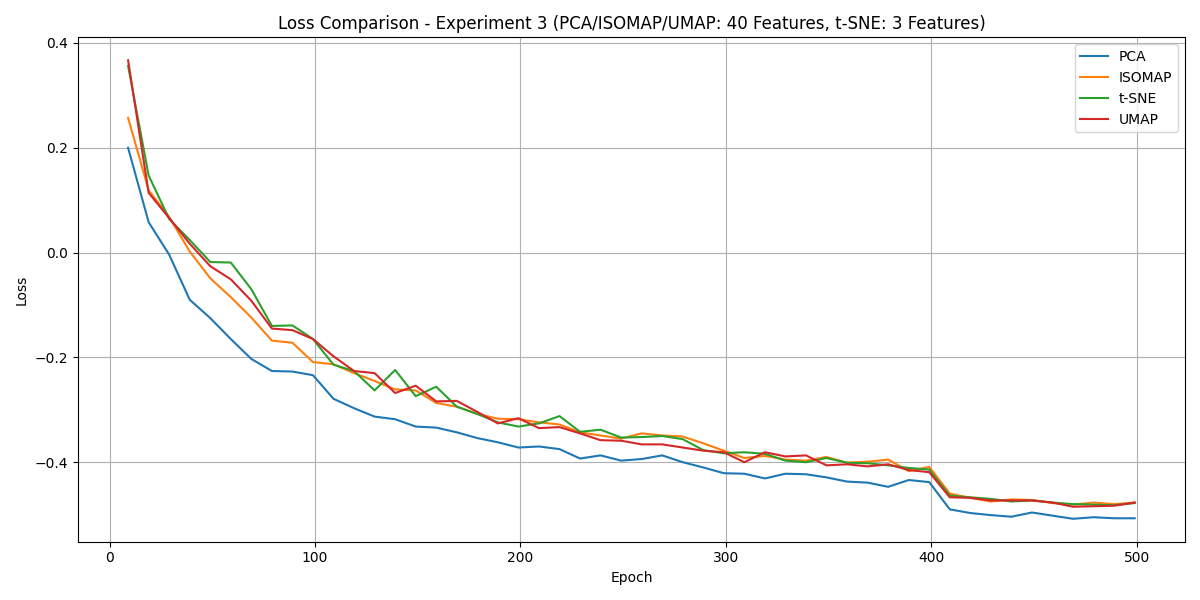 Loss Comparison - Experiment 3 (PCA/ISOMAP/UMAP: 40 Features, t-SNE: 3 Features)
PCA
ISOMAP
t-SNE
UMAP
0.4
0.2
0.0
−0.2
−0.4
Loss
0 100 200 300 400 500
Epoch